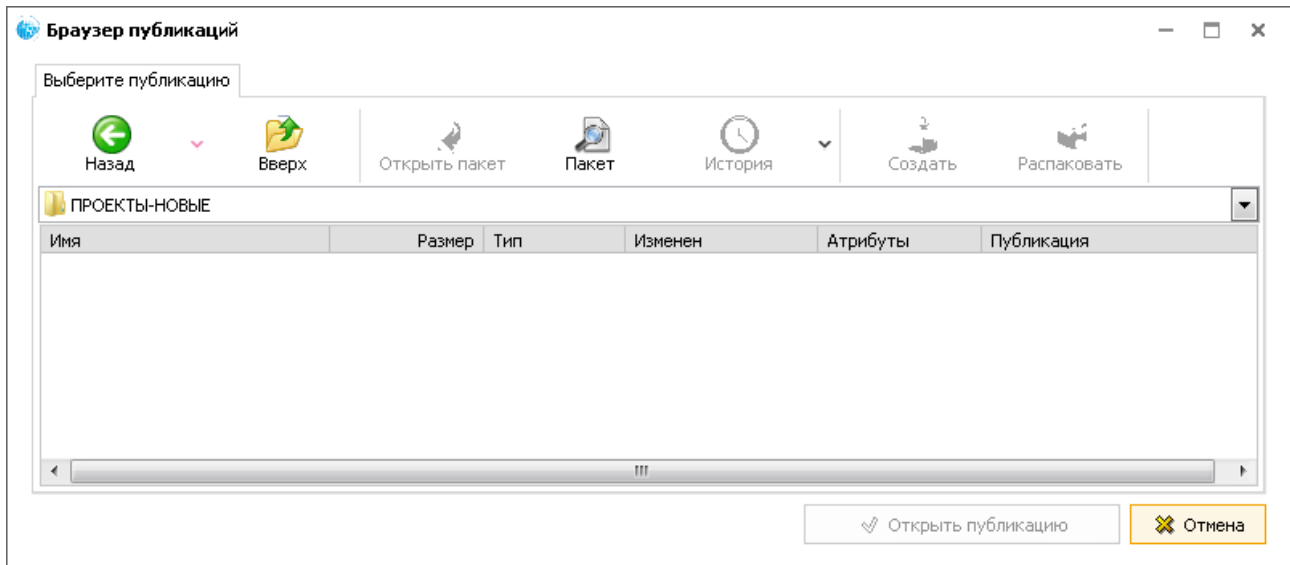 Браузер публикаций
Выберите публикацию
Назад Вверх Открыть пакет Пакет История Создать Распаковать
ПРОЕКТЫ-НОВЫЕ
Имя Размер Тип Изменен Атрибуты Публикация
Открыть публикацию Отмена